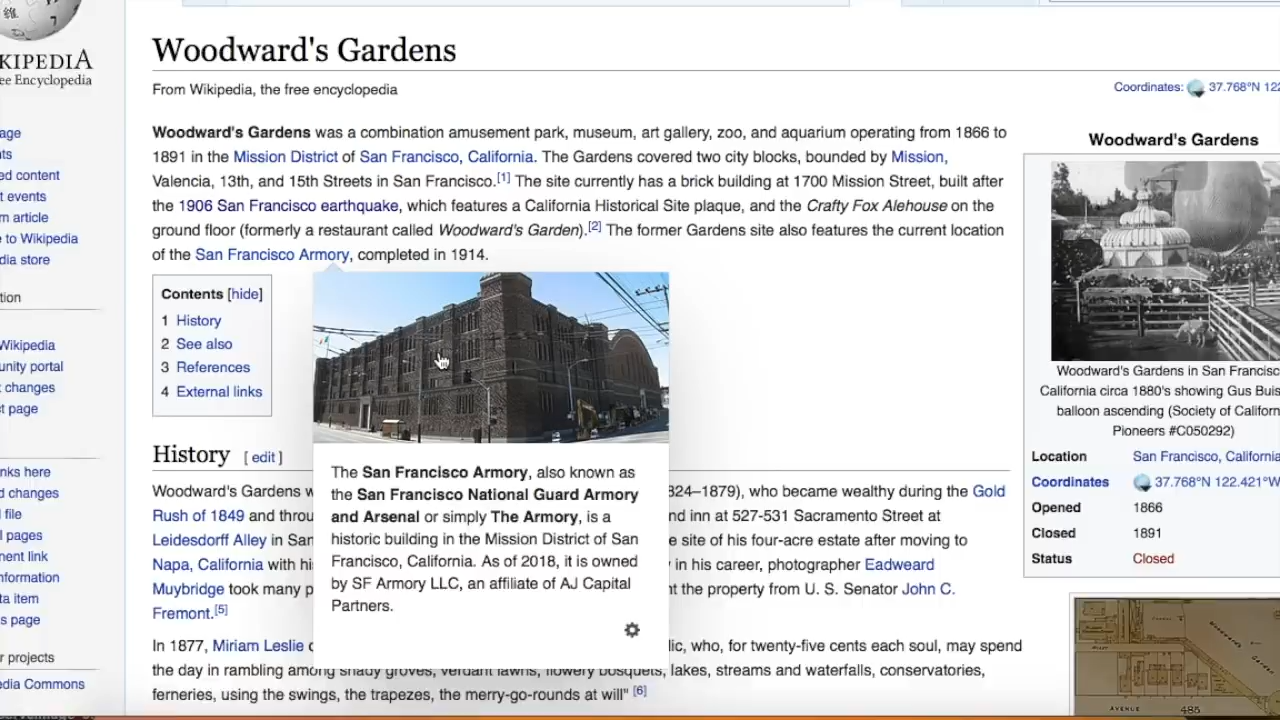 KIPEDIA
ee Encyclopedia
age
nts
ed content
t events
m article
e to Wikipedia
dia store
tion
Wikipedia
unity portal
t changes
ct page
nks here
d changes
d file
l pages
nent link
nformation
ta item
s page
r projects
edia Commons
Woodward's Gardens
From Wikipedia, the free encyclopedia
Coordinates: 37.768°N 122
Woodward's Gardens was a combination amusement park, museum, art gallery, zoo, and aquarium operating from 1866 to
1891 in the Mission District of San Francisco, California. The Gardens covered two city blocks, bounded by Mission,
Valencia, 13th, and 15th Streets in San Francisco.[1] The site currently has a brick building at 1700 Mission Street, built after
the 1906 San Francisco earthquake, which features a California Historical Site plaque, and the Crafty Fox Alehouse on the
ground floor (formerly a restaurant called Woodward's Garden).[2] The former Gardens site also features the current location
of the San Francisco Armory, completed in 1914.
Contents [hide]
1 History
2 See also
3 References
4 External links
The San Francisco Armory, also known as
the San Francisco National Guard Armory
and Arsenal or simply The Armory, is a
historic building in the Mission District of San
Francisco, California. As of 2018, it is owned
by SF Armory LLC, an affiliate of AJ Capital
Partners.
History [ edit ]
Woodward's Gardens w 824–1879), who became wealthy during the Gold
Rush of 1849 and throu nd inn at 527-531 Sacramento Street at
Leidesdorff Alley in San e site of his four-acre estate after moving to
Napa, California with hi y in his career, photographer Eadweard
Muybridge took many p nt the property from U. S. Senator John C.
Fremont.[5]
In 1877, Miriam Leslie lic, who, for twenty-five cents each soul, may spend
the day in rambling among shady groves, verdant lawns, flowery bosquets, lakes, streams and waterfalls, conservatories,
ferneries, using the swings, the trapezes, the merry-go-rounds at will" [6]
Woodward's Gardens
Woodward's Gardens in San Francisc
California circa 1880's showing Gus Buis
balloon ascending (Society of Californ
Pioneers #C050292)
Location San Francisco, California
Coordinates 37.768°N 122.421°W
Opened 1866
Closed 1891
Status Closed
AVENUE 485